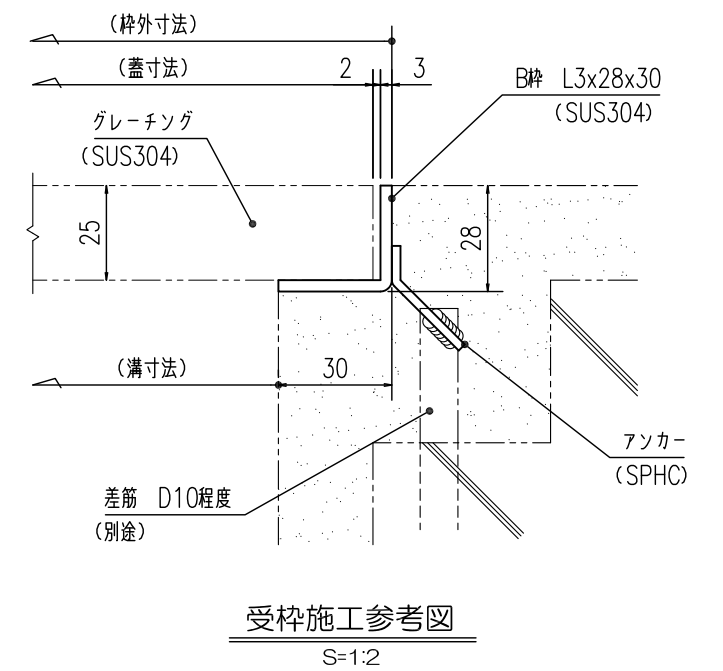 (枠外寸法)
(蓋寸法)
2
3
B枠 L3x28x30
(SUS304)
グレーチング
(SUS304)
25
28
(溝寸法)
30
アンカー
(SPHC)
差筋 D10程度
(別途)
受枠施工参考図
S=1:2